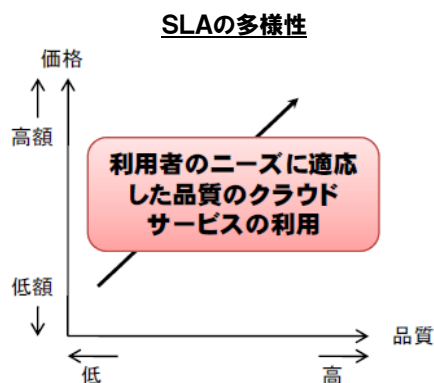 SLAの多様性
価格
高額
利用者のニーズに適応
した品質のクラウド
サービスの利用
低額
品質
低
高